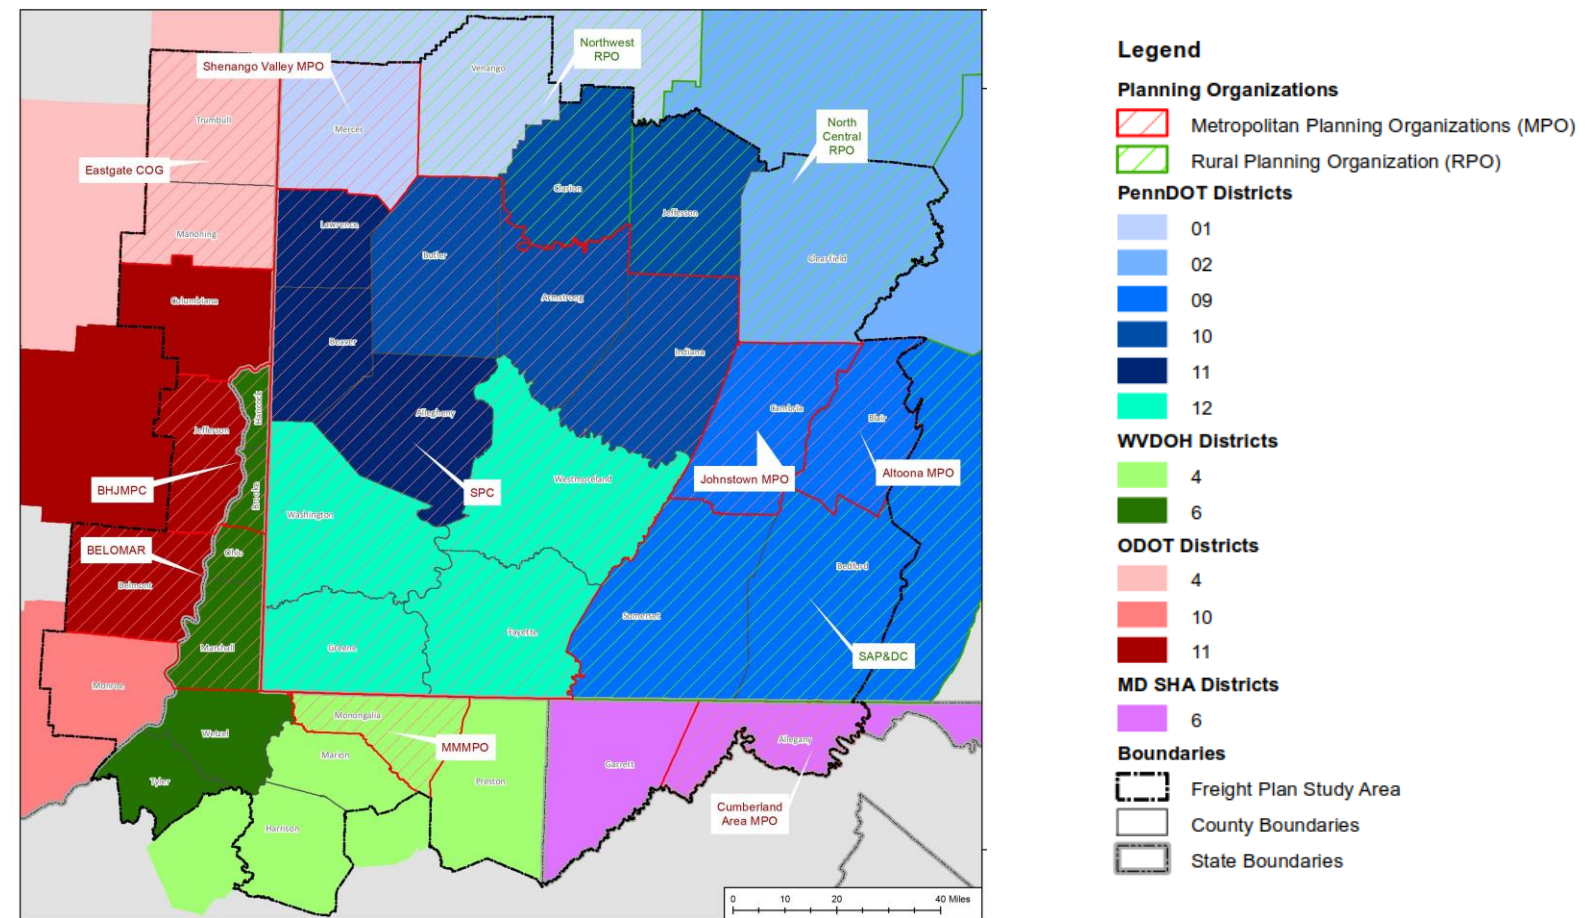 Northwest
RPO
Shenango Valley MPO
Venango
Trumbull
Mercer
North
Central
RPO
Eastgate COG
Clarion
Jefferson
Lawrence
Mahoning
Butler
Clearfield
Columbiana
Armstrong
Beaver
Indiana
Hancock
Allegheny
Cambria
Blair
Jefferson
BHJMPC
Brooke
SPC
Westmoreland
Johnstown MPO
Altoona MPO
Washington
BELOMAR
Ohio
Belmont
Bedford
Somerset
Fayette
Greene
Marshall
SAP&DC
Monroe
Monongalia
Wetzel
MMMPO
Marion
Allegany
Garrett
Tyler
Preston
Cumberland
Area MPO
Harrison
0 10 20 40 Miles
Legend
Planning Organizations
Metropolitan Planning Organizations (MPO)
Rural Planning Organization (RPO)
PennDOT Districts
01
02
09
10
11
12
WVDOH Districts
4
6
ODOT Districts
4
10
11
MD SHA Districts
6
Boundaries
Freight Plan Study Area
County Boundaries
State Boundaries